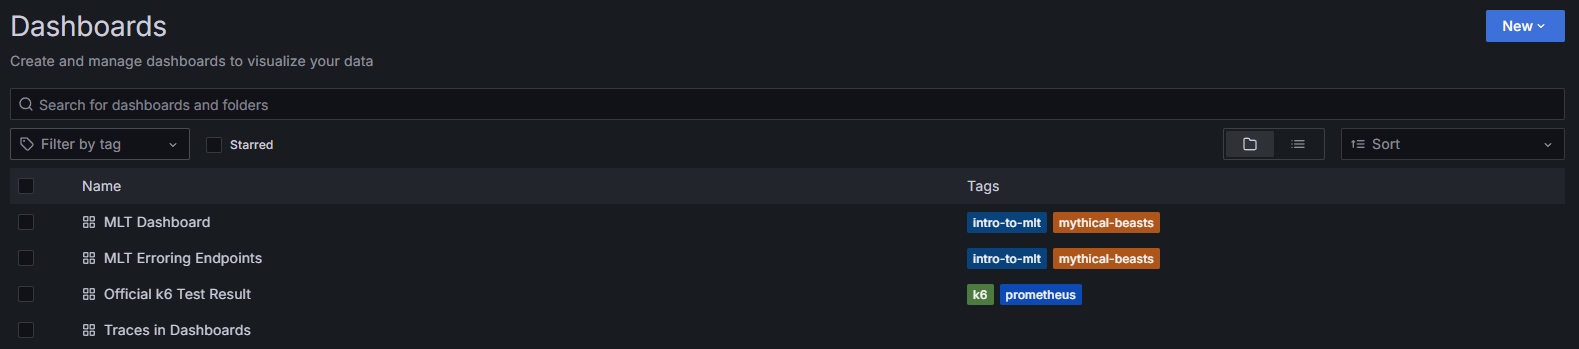 Dashboards
New
Create and manage dashboards to visualize your data
Search for dashboards and folders
Filter by tag Starred Sort
Name Tags
MLT Dashboard intro-to-mlt mythical-beasts
MLT Erroring Endpoints intro-to-mlt mythical-beasts
Official k6 Test Result k6 prometheus
Traces in Dashboards